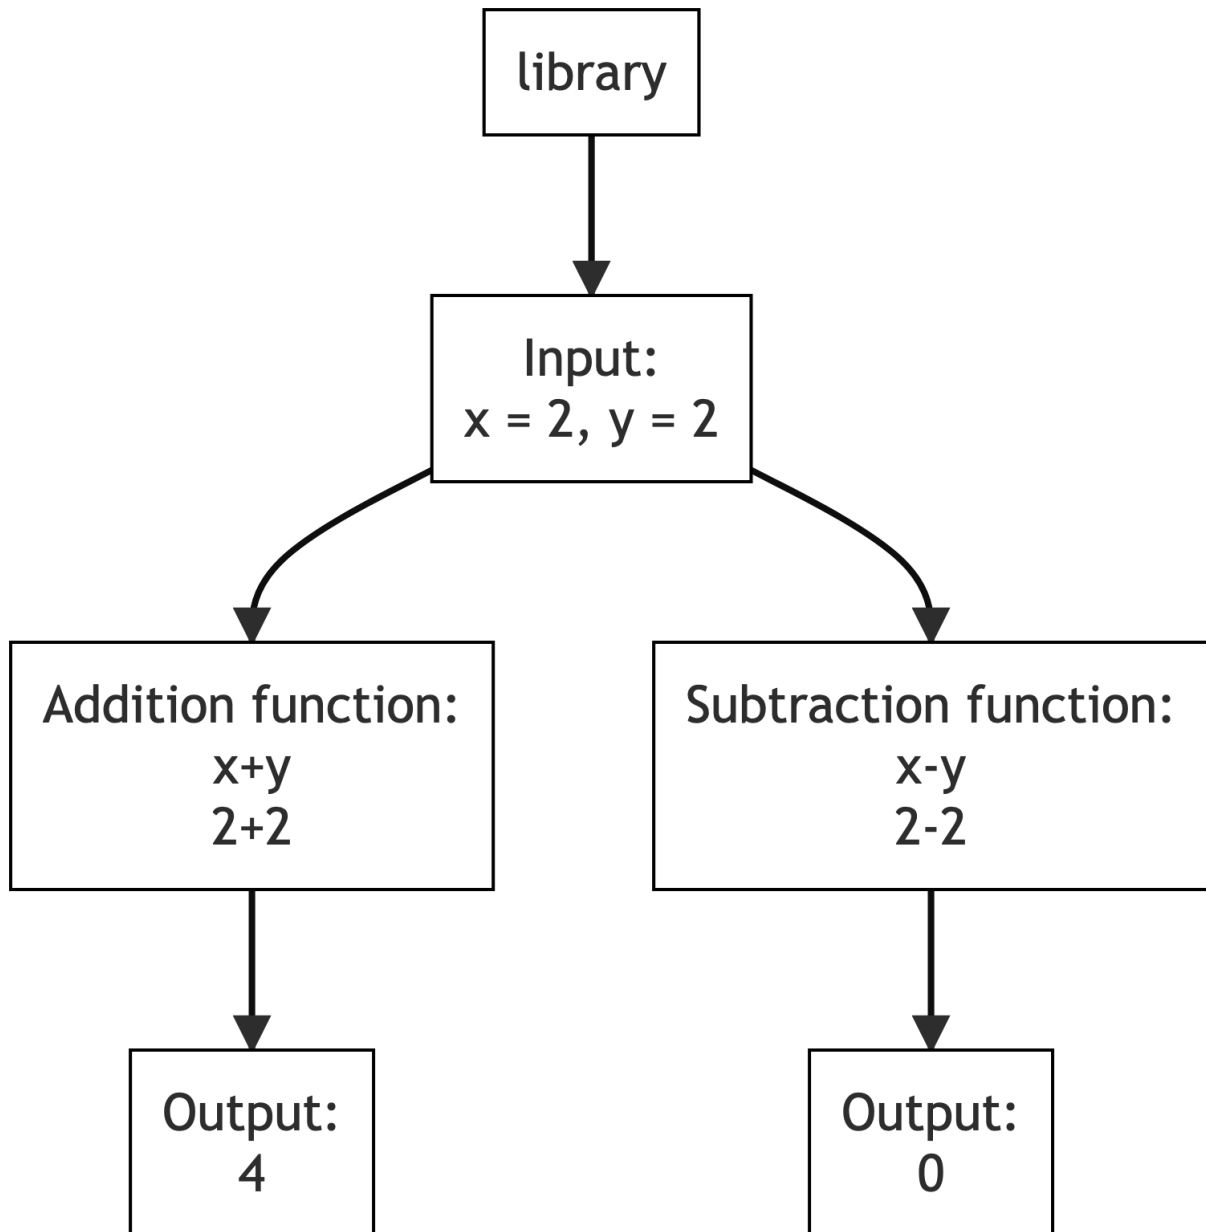 library
Input:
x = 2, y = 2
Addition function:
x+y
2+2
Subtraction function:
x-y
2-2
Output:
4
Output:
0